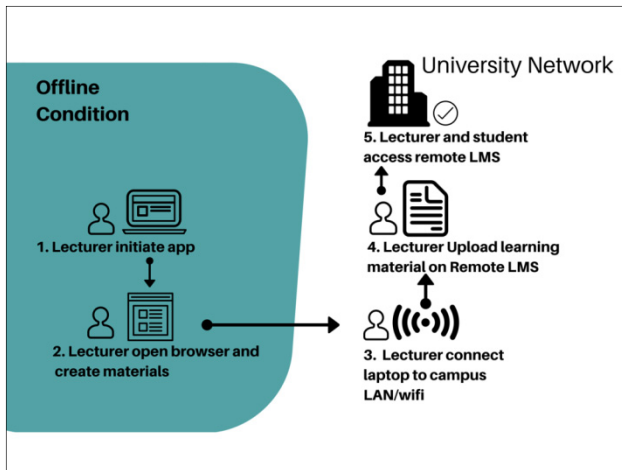 Offline
Condition
1. Lecturer initiate app
2. Lecturer open browser and
create materials
University Network
5. Lecturer and student
access remote LMS
4. Lecturer Upload learning
material on Remote LMS
3. Lecturer connect
laptop to campus
LAN/wifi